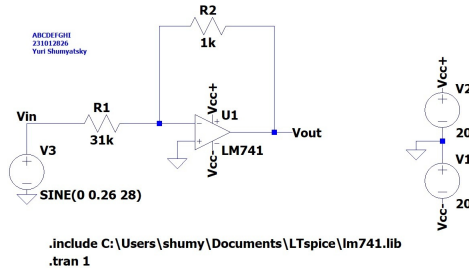 ABCDEFGHI
231012826
Yuri Shumyatsky
R2
1k
Vin
R1
31k
Vcc+
U1
LM741
Vcc-
Vout
V3
SINE(0 0.26 28)
Vcc+
V2
20
V1
20
Vcc-
.include C:\Users\shumy\Documents\LTspice\lm741.lib
.tran 1